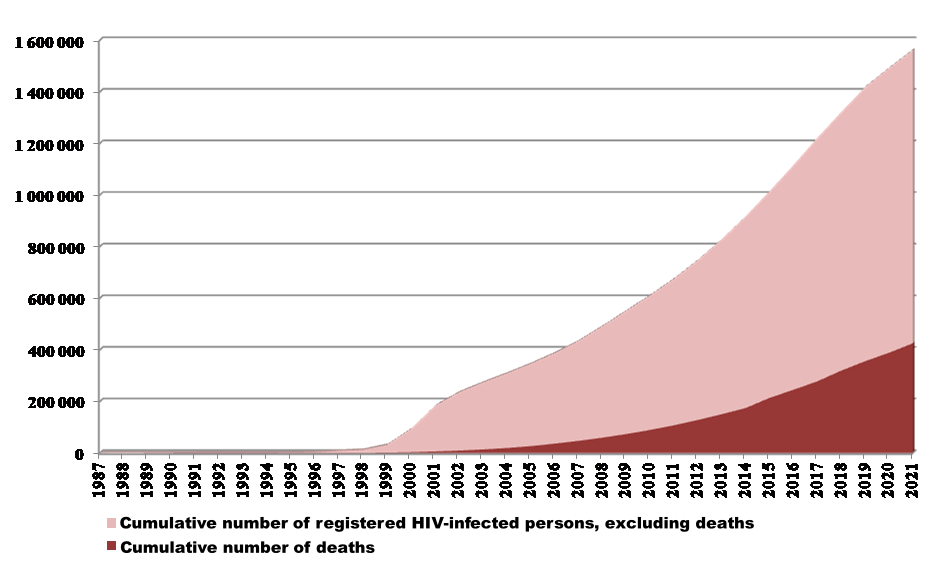 1 600 000
1 400 000
1 200 000
1 000 000
800 000
600 000
400 000
200 000
0
1987 1988 1989 1990 1991 1992 1993 1994 1995 1996 1997 1998 1999 2000 2001 2002 2003 2004 2005 2006 2007 2008 2009 2010 2011 2012 2013 2014 2015 2016 2017 2018 2019 2020 2021
Cumulative number of registered HIV-infected persons, excluding deaths
Cumulative number of deaths